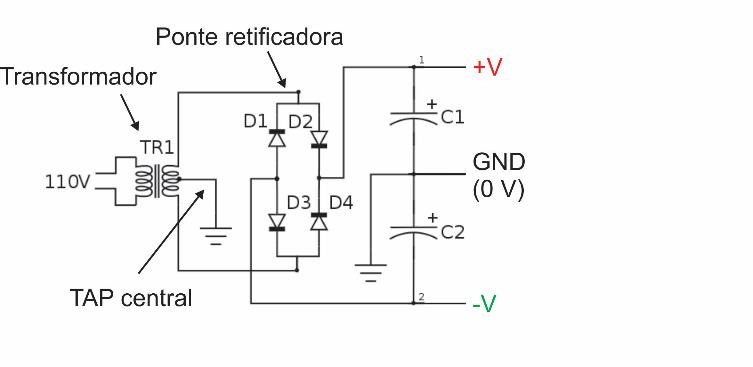 Ponte retificadora
Transformador
1
+V
D1 D2
+
C1
TR1
110V
GND
(0 V)
D3 D4
+
C2
TAP central
2
-V